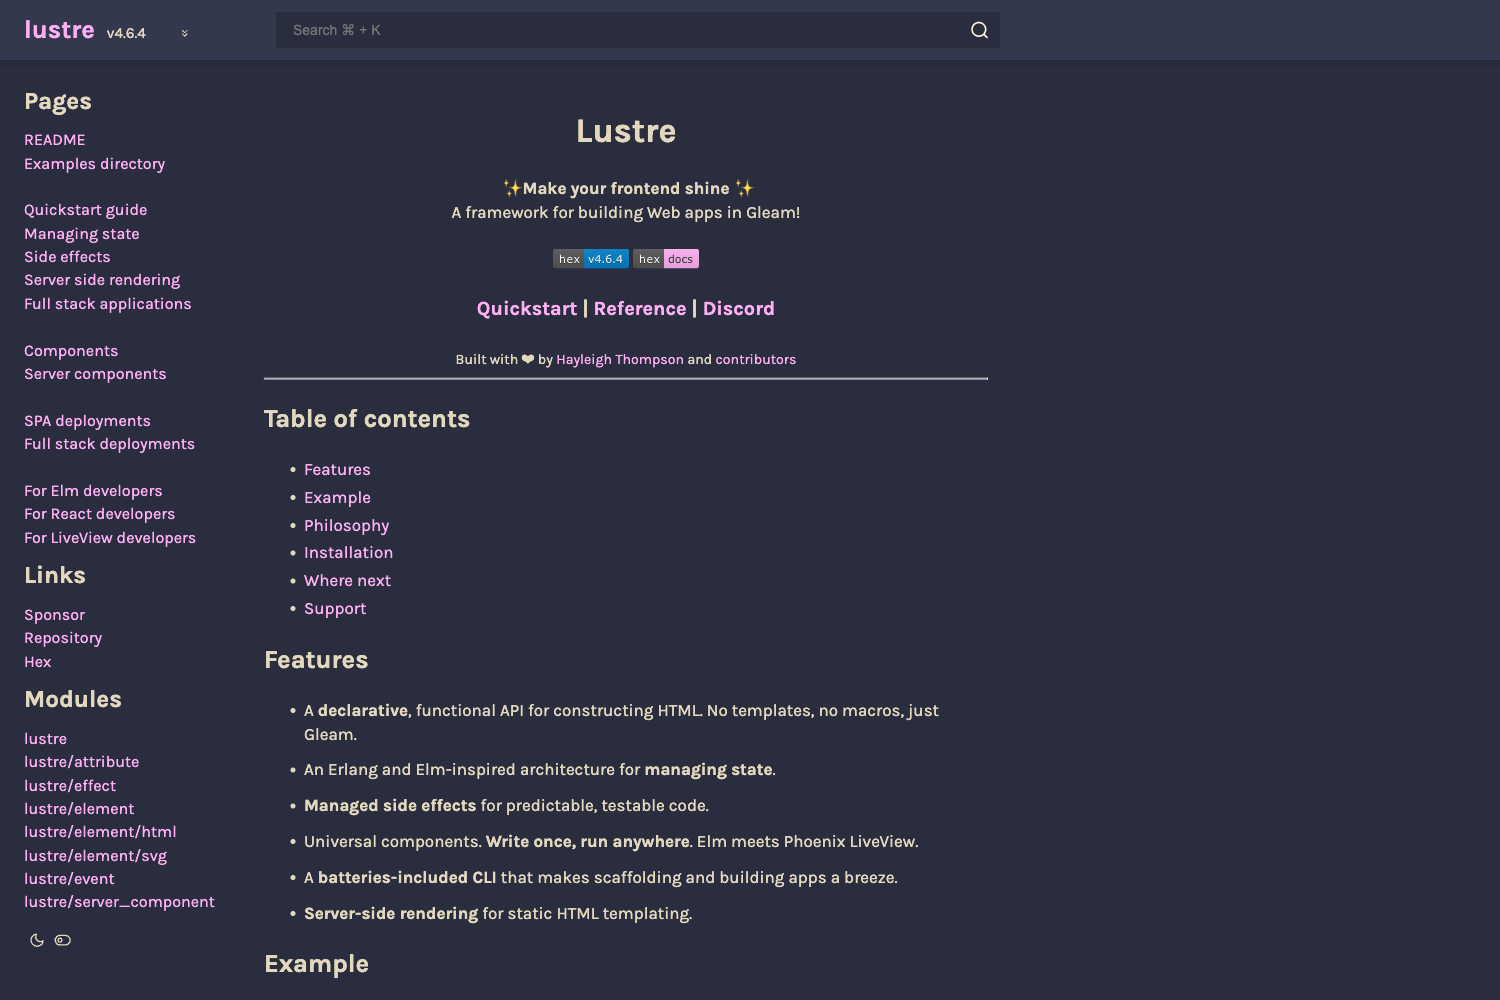 lustre v4.6.4
Search ⌘ + K
Pages
README
Examples directory
Quickstart guide
Managing state
Side effects
Server side rendering
Full stack applications
Components
Server components
SPA deployments
Full stack deployments
For Elm developers
For React developers
For LiveView developers
Links
Sponsor
Repository
Hex
Modules
lustre
lustre/attribute
lustre/effect
lustre/element
lustre/element/html
lustre/element/svg
lustre/event
lustre/server_component
Lustre
✨Make your frontend shine ✨
A framework for building Web apps in Gleam!
hex v4.6.4 hex docs
Quickstart | Reference | Discord
Built with ❤ by Hayleigh Thompson and contributors
Table of contents
• Features
• Example
• Philosophy
• Installation
• Where next
• Support
Features
• A declarative, functional API for constructing HTML. No templates, no macros, just
Gleam.
• An Erlang and Elm-inspired architecture for managing state.
• Managed side effects for predictable, testable code.
• Universal components. Write once, run anywhere. Elm meets Phoenix LiveView.
• A batteries-included CLI that makes scaffolding and building apps a breeze.
• Server-side rendering for static HTML templating.
Example